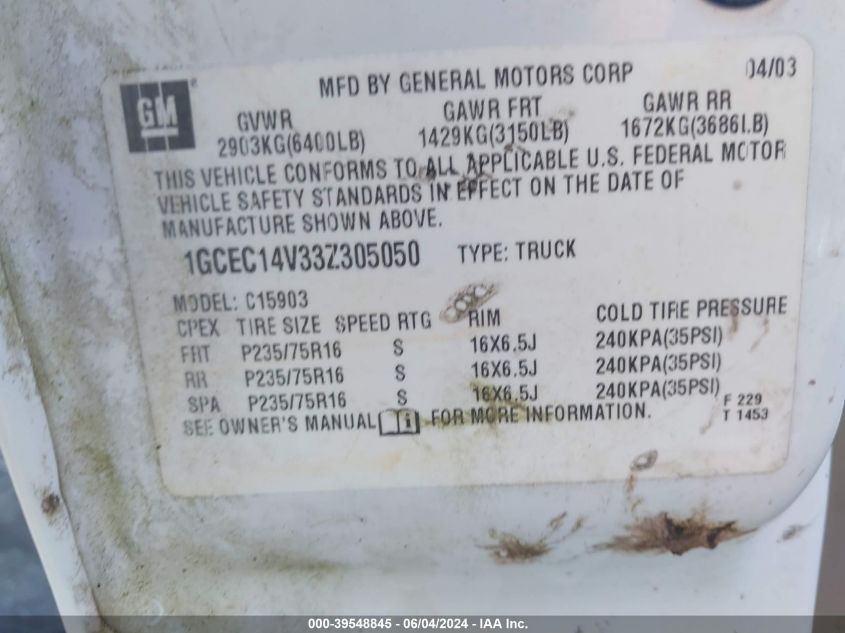 MFD BY GENERAL MOTORS CORP 04/03
GM
GVWR GAWR FRT GAWR RR
2903KG(6400LB) 1429KG(3150LB) 1672KG(3686LB)
THIS VEHICLE CONFORMS TO ALL APPLICABLE U.S. FEDERAL MOTOR
VEHICLE SAFETY STANDARDS IN EFFECT ON THE DATE OF
MANUFACTURE SHOWN ABOVE.
1GCEC14V33Z305050 TYPE: TRUCK
MODEL: C15903
CPEX TIRE SIZE SPEED RTG RIM COLD TIRE PRESSURE
FRT P235/75R16 S 16X6.5J 240KPA(35PSI)
RR P235/75R16 S 16X6.5J 240KPA(35PSI)
SPA P235/75R16 S 16X6.5J 240KPA(35PSI)
SEE OWNER'S MANUAL i FOR MORE INFORMATION.
F 229
T 1453
000-39548845 - 06/04/2024 - IAA Inc.